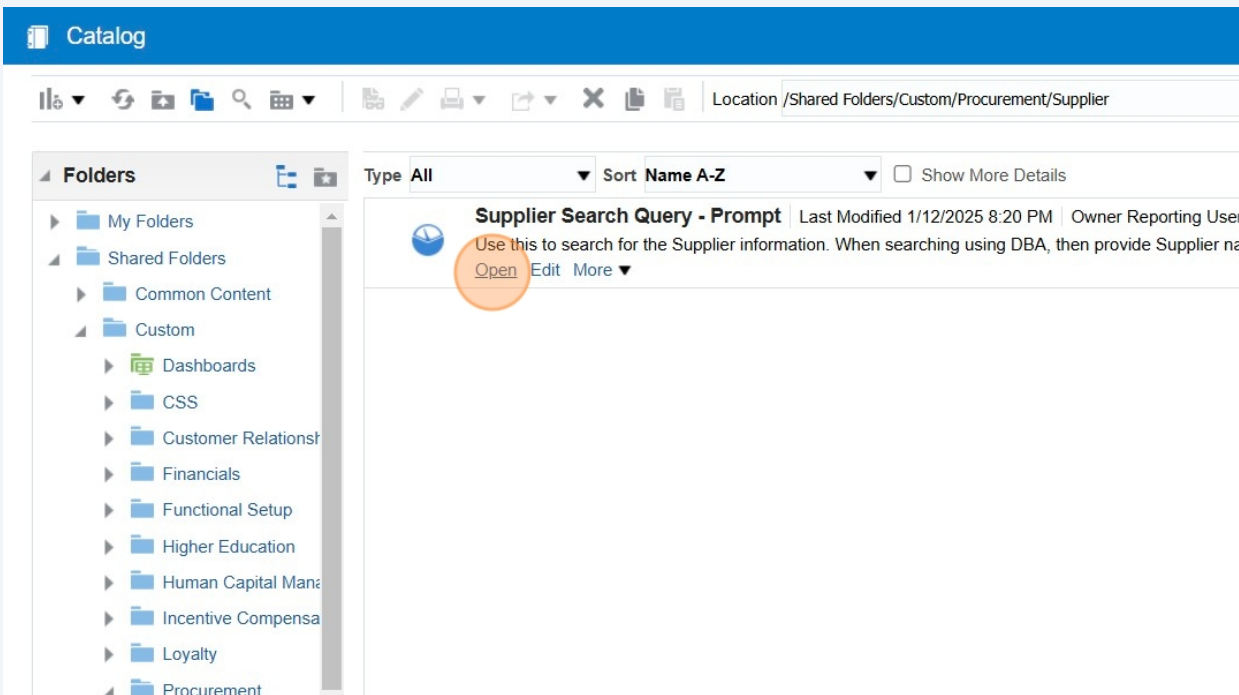 Catalog
Location /Shared Folders/Custom/Procurement/Supplier
Folders
Type All Sort Name A-Z Show More Details
My Folders
Shared Folders
Common Content
Custom
Dashboards
CSS
Customer Relationsh
Financials
Functional Setup
Higher Education
Human Capital Mana
Incentive Compensa
Loyalty
Procurement
Supplier Search Query - Prompt Last Modified 1/12/2025 8:20 PM Owner Reporting User
Use this to search for the Supplier information. When searching using DBA, then provide Supplier na
Open Edit More